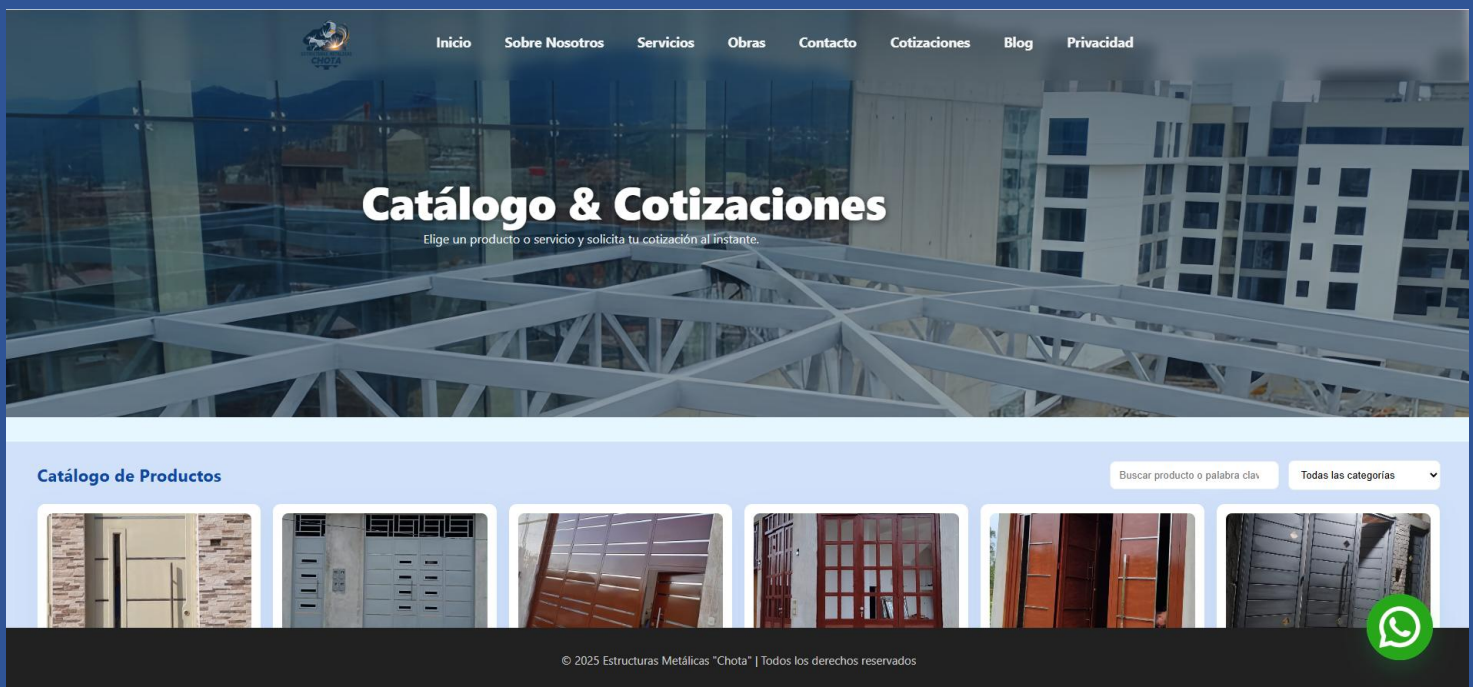 CHOTA
Inicio
Sobre Nosotros
Servicios
Obras
Contacto
Cotizaciones
Blog
Privacidad
Catálogo & Cotizaciones
Elige un producto o servicio y solicita tu cotización al instante.
Catálogo de Productos
Buscar producto o palabra clav
Todas las categorías
© 2025 Estructuras Metálicas "Chota" | Todos los derechos reservados